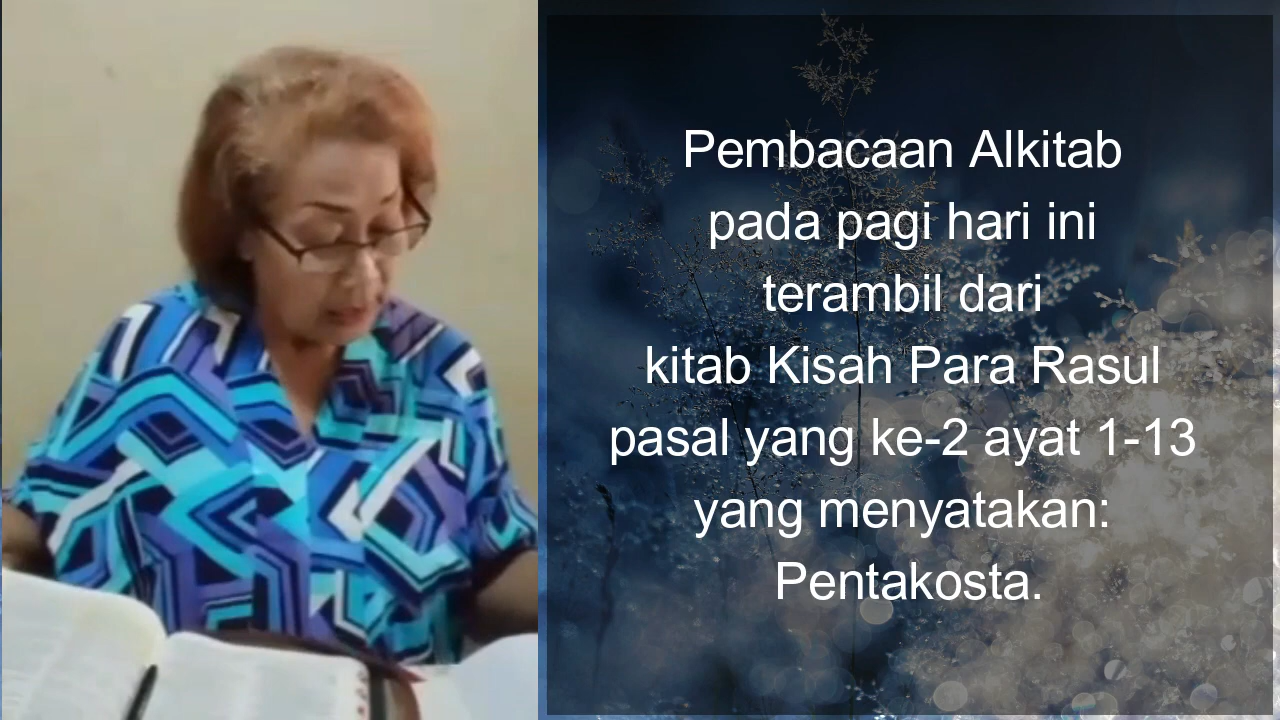 Pembacaan Alkitab
pada pagi hari ini
terambil dari
kitab Kisah Para Rasul
pasal yang ke-2 ayat 1-13
yang menyatakan:
Pentakosta.